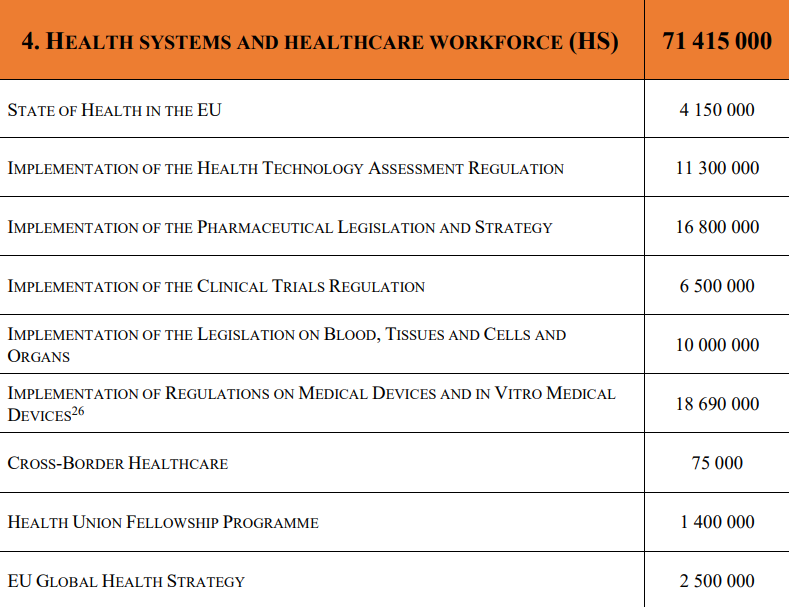 4. HEALTH SYSTEMS AND HEALTHCARE WORKFORCE (HS) 71 415 000
STATE OF HEALTH IN THE EU 4 150 000
IMPLEMENTATION OF THE HEALTH TECHNOLOGY ASSESSMENT REGULATION 11 300 000
IMPLEMENTATION OF THE PHARMACEUTICAL LEGISLATION AND STRATEGY 16 800 000
IMPLEMENTATION OF THE CLINICAL TRIALS REGULATION 6 500 000
IMPLEMENTATION OF THE LEGISLATION ON BLOOD, TISSUES AND CELLS AND
ORGANS 10 000 000
IMPLEMENTATION OF REGULATIONS ON MEDICAL DEVICES AND IN VITRO MEDICAL
DEVICES26 18 690 000
CROSS-BORDER HEALTHCARE 75 000
HEALTH UNION FELLOWSHIP PROGRAMME 1 400 000
EU GLOBAL HEALTH STRATEGY 2 500 000